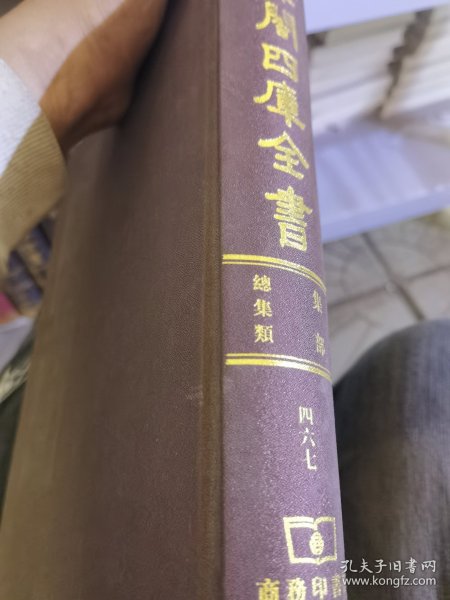 閣四庫全書
集部
總集類
四六七
商務印書
孔夫子旧书网
www.kongfz.com